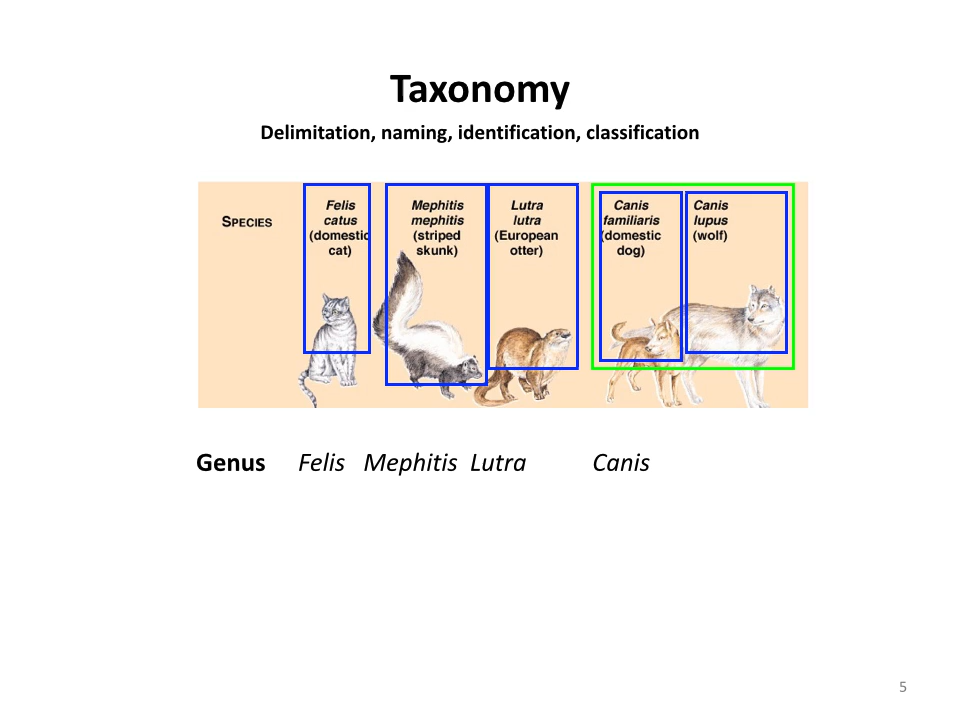 Taxonomy
Delimitation, naming, identification, classification
SPECIES
Felis
catus
(domestic
cat)
Mephitis
mephitis
(striped
skunk)
Lutra
lutra
(European
otter)
Canis
familiaris
(domestic
dog)
Canis
lupus
(wolf)
Genus Felis Mephitis Lutra Canis
5